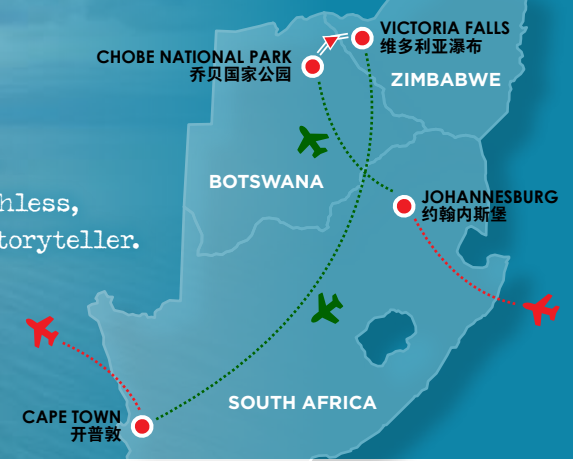 VICTORIA FALLS
维多利亚瀑布
CHOBE NATIONAL PARK
乔贝国家公园
ZIMBABWE
BOTSWANA
JOHANNESBURG
约翰内斯堡
hless,
toryteller.
SOUTH AFRICA
CAPE TOWN
开普敦